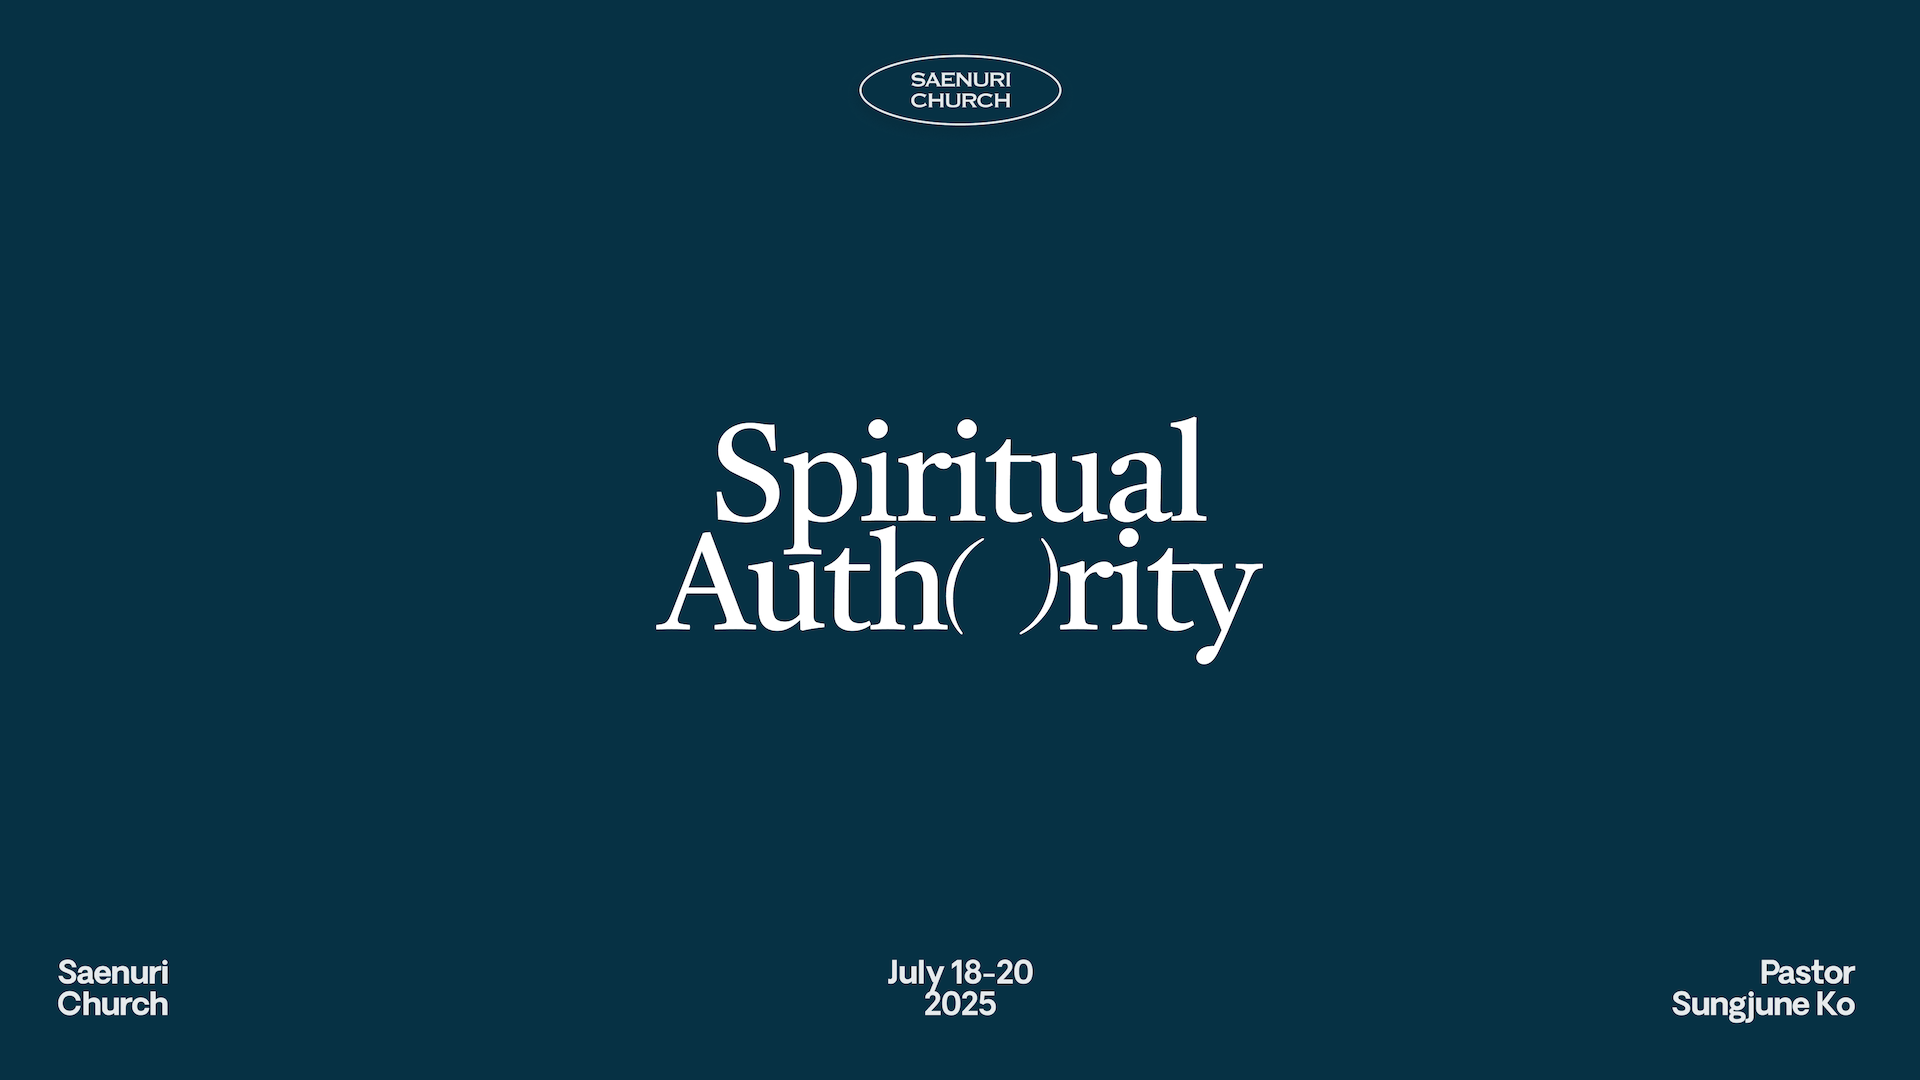 SAENURI
CHURCH
Spiritual
Auth( )rity
Saenuri
Church
July 18-20
2025
Pastor
Sungjune Ko